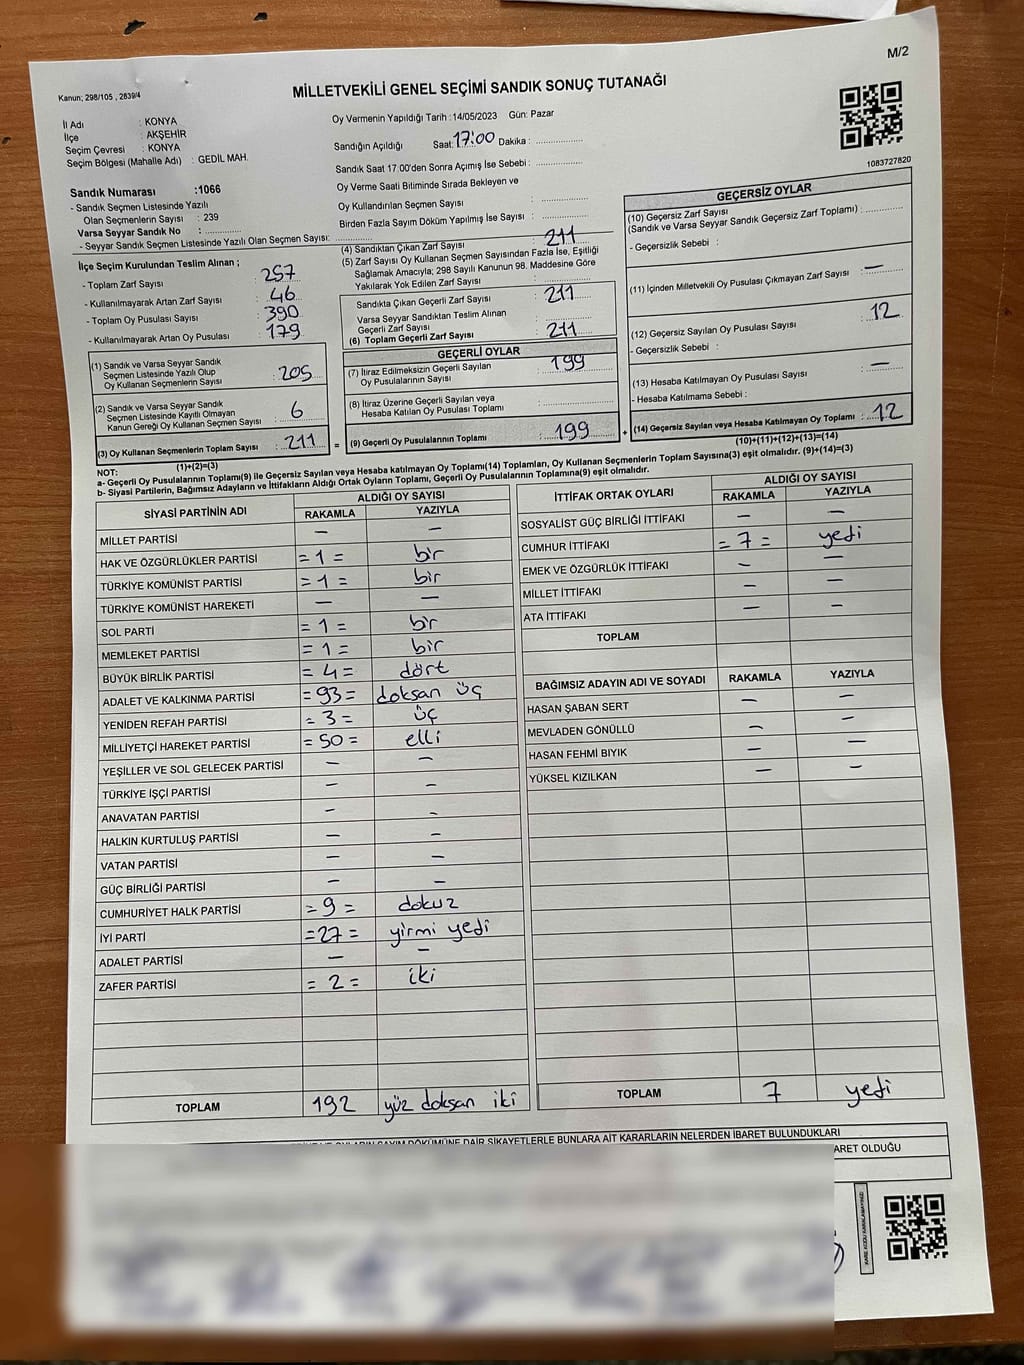 M/2
Kanun; 298/105 , 2839/4
MİLLETVEKİLİ GENEL SEÇİMİ SANDIK SONUÇ TUTANAĞI
İl Adı : KONYA
İlçe : AKŞEHİR
Seçim Çevresi : KONYA
Seçim Bölgesi (Mahalle Adı) : GEDİL MAH.
Sandık Numarası :1066
- Sandık Seçmen Listesinde Yazılı
Olan Seçmenlerin Sayısı : 239
Varsa Seyyar Sandık No :
- Seyyar Sandık Seçmen Listesinde Yazılı Olan Seçmen Sayısı:
Oy Vermenin Yapıldığı Tarih :14/05/2023 Gün: Pazar
Sandığın Açıldığı Saat: 17:00 Dakika :
Sandık Saat 17.00'den Sonra Açımış İse Sebebi :
Oy Verme Saati Bitiminde Sırada Bekleyen ve
Oy Kullandırılan Seçmen Sayısı :
Birden Fazla Sayım Döküm Yapılmış İse Sayısı :
1083727820
İlçe Seçim Kurulundan Teslim Alınan ;
- Toplam Zarf Sayısı : 257
- Kullanılmayarak Artan Zarf Sayısı : 46
- Toplam Oy Pusulası Sayısı : 390
- Kullanılmayarak Artan Oy Pusulası : 179
(1) Sandık ve Varsa Seyyar Sandık
Seçmen Listesinde Yazılı Olup
Oy Kullanan Seçmenlerin Sayısı : 205
(2) Sandık ve Varsa Seyyar Sandık
Seçmen Listesinde Kayıtlı Olmayan
Kanun Gereği Oy Kullanan Seçmen Sayısı : 6
(3) Oy Kullanan Seçmenlerin Toplam Sayısı : 211 =
(1)+(2)=(3)
(4) Sandıktan Çıkan Zarf Sayısı : 211
(5) Zarf Sayısı Oy Kullanan Seçmen Sayısından Fazla İse, Eşitliği
Sağlamak Amacıyla; 298 Sayılı Kanunun 98. Maddesine Göre
Yakılarak Yok Edilen Zarf Sayısı :
Sandıkta Çıkan Geçerli Zarf Sayısı : 211
Varsa Seyyar Sandıktan Teslim Alınan
Geçerli Zarf Sayısı :
(6) Toplam Geçerli Zarf Sayısı : 211
GEÇERLİ OYLAR
(7) İtiraz Edilmeksizin Geçerli Sayılan
Oy Pusulalarının Sayısı : 199
(8) İtiraz Üzerine Geçerli Sayılan veya
Hesaba Katılan Oy Pusulası Toplamı :
(9) Geçerli Oy Pusulalarının Toplamı : 199 +
GEÇERSİZ OYLAR
(10) Geçersiz Zarf Sayısı
(Sandık ve Varsa Seyyar Sandık Geçersiz Zarf Toplamı) :
- Geçersizlik Sebebi :
(11) İçinden Milletvekili Oy Pusulası Çıkmayan Zarf Sayısı : —
(12) Geçersiz Sayılan Oy Pusulası Sayısı : 12
- Geçersizlik Sebebi :
(13) Hesaba Katılmayan Oy Pusulası Sayısı : —
- Hesaba Katılmama Sebebi :
(14) Geçersiz Sayılan veya Hesaba Katılmayan Oy Toplamı : 12
(10)+(11)+(12)+(13)=(14)
NOT:
a- Geçerli Oy Pusulalarının Toplamı(9) ile Geçersiz Sayılan veya Hesaba katılmayan Oy Toplamı(14) Toplamları, Oy Kullanan Seçmenlerin Toplam Sayısına(3) eşit olmalıdır. (9)+(14)=(3)
b- Siyasi Partilerin, Bağımsız Adayların ve İttifakların Aldığı Ortak Oyların Toplamı, Geçerli Oy Pusulalarının Toplamına(9) eşit olmalıdır.
SİYASİ PARTİNİN ADI ALDIĞI OY SAYISI
RAKAMLA YAZIYLA
MİLLET PARTİSİ — —
HAK VE ÖZGÜRLÜKLER PARTİSİ =1= bir
TÜRKİYE KOMÜNİST PARTİSİ =1= bir
TÜRKİYE KOMÜNİST HAREKETİ — —
SOL PARTİ =1= bir
MEMLEKET PARTİSİ =1= bir
BÜYÜK BİRLİK PARTİSİ =4= dört
ADALET VE KALKINMA PARTİSİ =93= doksan üç
YENİDEN REFAH PARTİSİ =3= üç
MİLLİYETÇİ HAREKET PARTİSİ =50= elli
YEŞİLLER VE SOL GELECEK PARTİSİ — —
TÜRKİYE İŞÇİ PARTİSİ — —
ANAVATAN PARTİSİ — —
HALKIN KURTULUŞ PARTİSİ — —
VATAN PARTİSİ — —
GÜÇ BİRLİĞİ PARTİSİ — —
CUMHURİYET HALK PARTİSİ =9= dokuz
İYİ PARTİ =27= yirmi yedi
ADALET PARTİSİ — —
ZAFER PARTİSİ =2= iki
TOPLAM 192 yüz doksan iki
İTTİFAK ORTAK OYLARI ALDIĞI OY SAYISI
RAKAMLA YAZIYLA
SOSYALİST GÜÇ BİRLİĞİ İTTİFAKI — —
CUMHUR İTTİFAKI =7= yedi
EMEK VE ÖZGÜRLÜK İTTİFAKI — —
MİLLET İTTİFAKI — —
ATA İTTİFAKI — —
TOPLAM
BAĞIMSIZ ADAYIN ADI VE SOYADI RAKAMLA YAZIYLA
HASAN ŞABAN SERT — —
MEVLADEN GÖNÜLLÜ — —
HASAN FEHMİ BIYIK — —
YÜKSEL KIZILKAN — —
TOPLAM 7 yedi
SAYIM DÖKÜMÜNE DAİR ŞİKAYETLERLE BUNLARA AİT KARARLARIN NELERDEN İBARET BULUNDUKLARI
ARET OLDUĞU